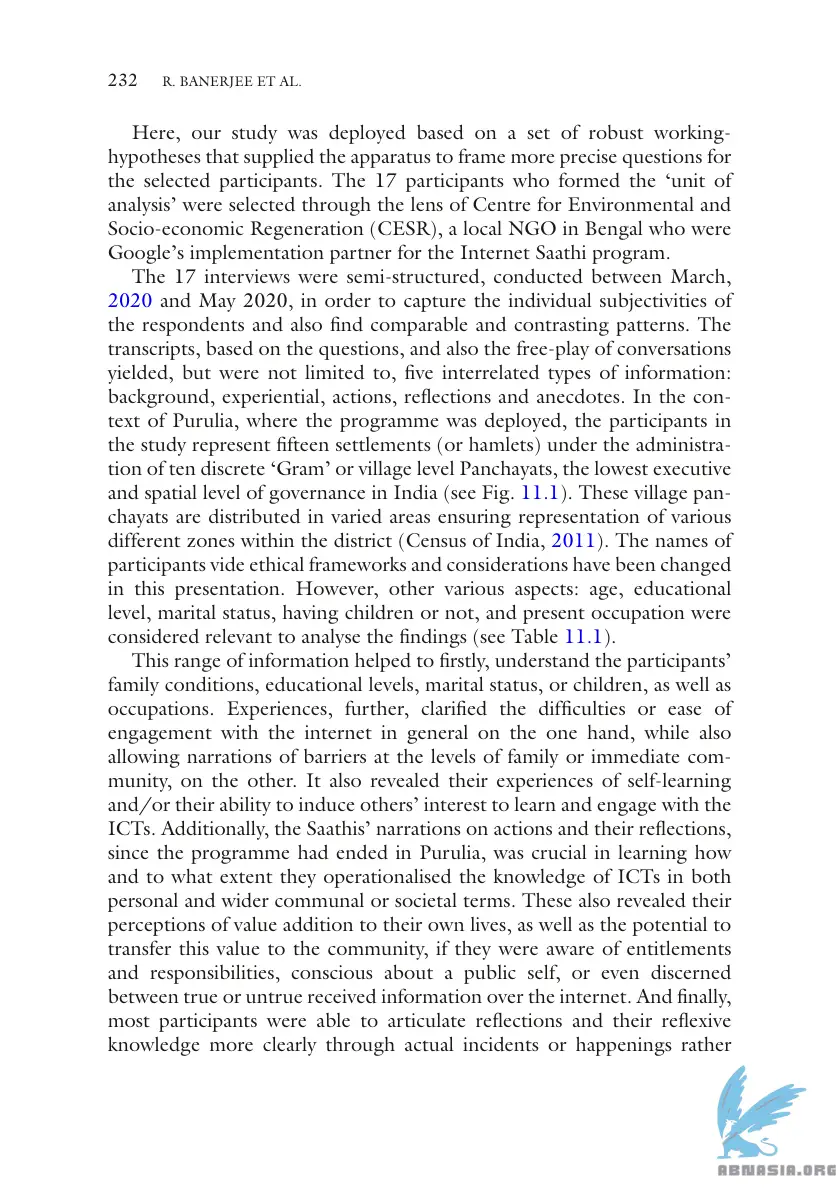 232 R. BANERJEE ET AL.
Here, our study was deployed based on a set of robust working-
hypotheses that supplied the apparatus to frame more precise questions for
the selected participants. The 17 participants who formed the ‘unit of
analysis’ were selected through the lens of Centre for Environmental and
Socio-economic Regeneration (CESR), a local NGO in Bengal who were
Google’s implementation partner for the Internet Saathi program.
The 17 interviews were semi-structured, conducted between March,
2020 and May 2020, in order to capture the individual subjectivities of
the respondents and also find comparable and contrasting patterns. The
transcripts, based on the questions, and also the free-play of conversations
yielded, but were not limited to, five interrelated types of information:
background, experiential, actions, reflections and anecdotes. In the con-
text of Purulia, where the programme was deployed, the participants in
the study represent fifteen settlements (or hamlets) under the administra-
tion of ten discrete ‘Gram’ or village level Panchayats, the lowest executive
and spatial level of governance in India (see Fig. 11.1). These village pan-
chayats are distributed in varied areas ensuring representation of various
different zones within the district (Census of India, 2011). The names of
participants vide ethical frameworks and considerations have been changed
in this presentation. However, other various aspects: age, educational
level, marital status, having children or not, and present occupation were
considered relevant to analyse the findings (see Table 11.1).
This range of information helped to firstly, understand the participants’
family conditions, educational levels, marital status, or children, as well as
occupations. Experiences, further, clarified the difficulties or ease of
engagement with the internet in general on the one hand, while also
allowing narrations of barriers at the levels of family or immediate com-
munity, on the other. It also revealed their experiences of self-learning
and/or their ability to induce others’ interest to learn and engage with the
ICTs. Additionally, the Saathis’ narrations on actions and their reflections,
since the programme had ended in Purulia, was crucial in learning how
and to what extent they operationalised the knowledge of ICTs in both
personal and wider communal or societal terms. These also revealed their
perceptions of value addition to their own lives, as well as the potential to
transfer this value to the community, if they were aware of entitlements
and responsibilities, conscious about a public self, or even discerned
between true or untrue received information over the internet. And finally,
most participants were able to articulate reflections and their reflexive
knowledge more clearly through actual incidents or happenings rather
ABNASIA.ORG